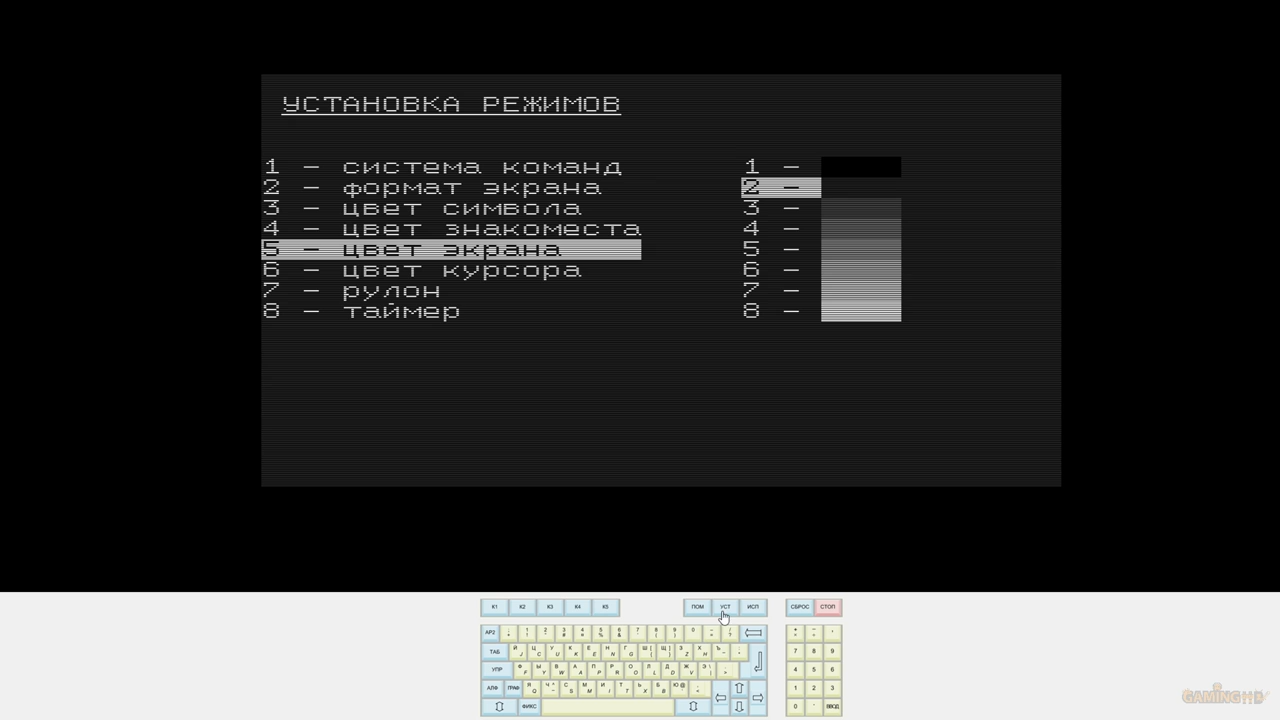 УСТАНОВКА РЕЖИМОВ
1 - система команд 1 -
2 - формат экрана 2 -
3 - цвет символа 3 -
4 - цвет знакоместа 4 -
5 - цвет экрана 5 -
6 - цвет курсора 6 -
7 - рулон 7 -
8 - таймер 8 -
К1 К2 К3 К4 К5 ПОМ УСТ ИСП СБРОС СТОП
АР2
ТАБ 7 8 9
УПР 4 5 6
АЛФ ГРАФ 1 2 3
ФИКС 0 ВВОД
GAMING HD